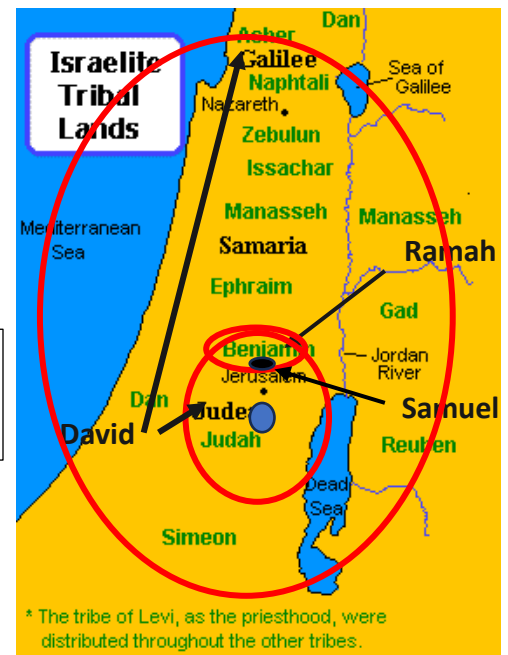 Dan
Asher
Israelite
Tribal
Lands
Galilee
Naphtali
Sea of
Galilee
Nazareth
Zebulun
Issachar
Manasseh
Manasseh
Mediterranean
Sea
Samaria
Ramah
Ephraim
Gad
Benjamin
Jordan
River
Jerusalem
Dan
Judea
Samuel
David
Judah
Reuben
Dead
Sea
Simeon
* The tribe of Levi, as the priesthood, were
distributed throughout the other tribes.